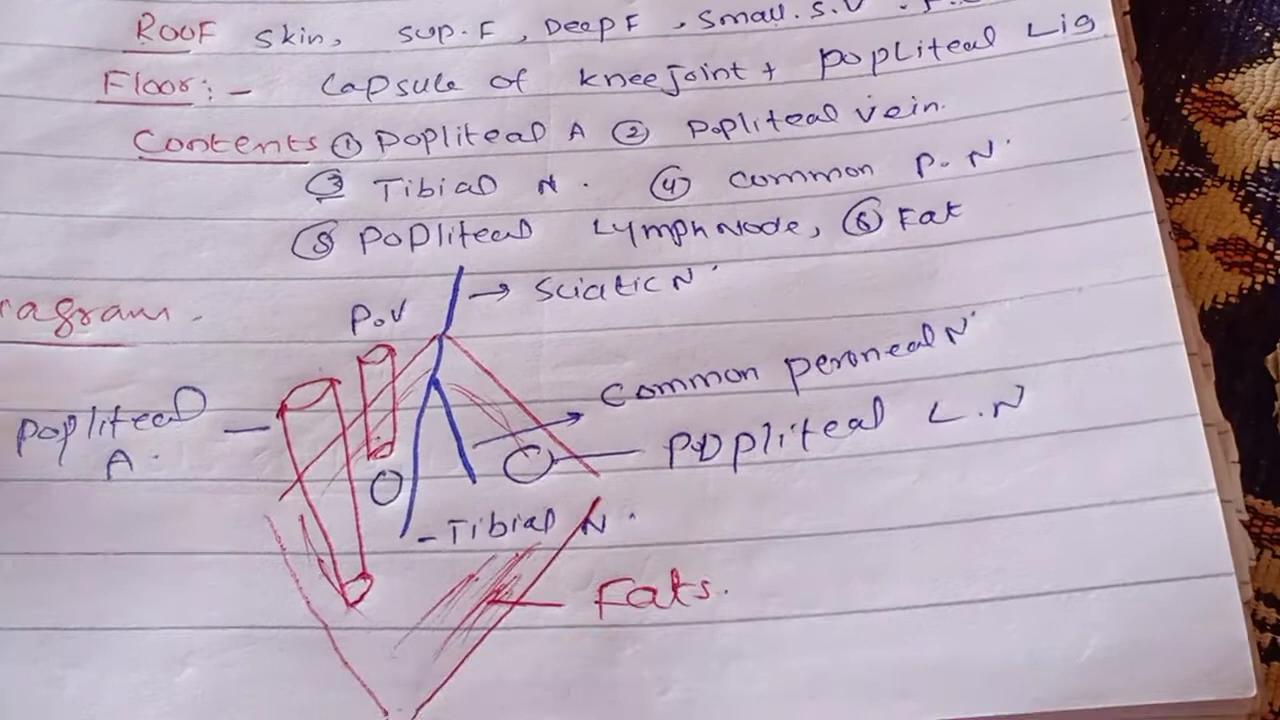 Roof skin, sup.F, Deep F, small.S.V
Floor:- Capsule of knee joint + popliteal Lig
Contents ① Popliteal A ② Popliteal vein.
③ Tibial N. ④ Common P.N.
⑤ Popliteal Lymph Node, ⑥ Fat
ragram.
→ Sciatic N
P.V
Common peroneal N
Popliteal A.
Popliteal L.N
Tibial N.
Fats.